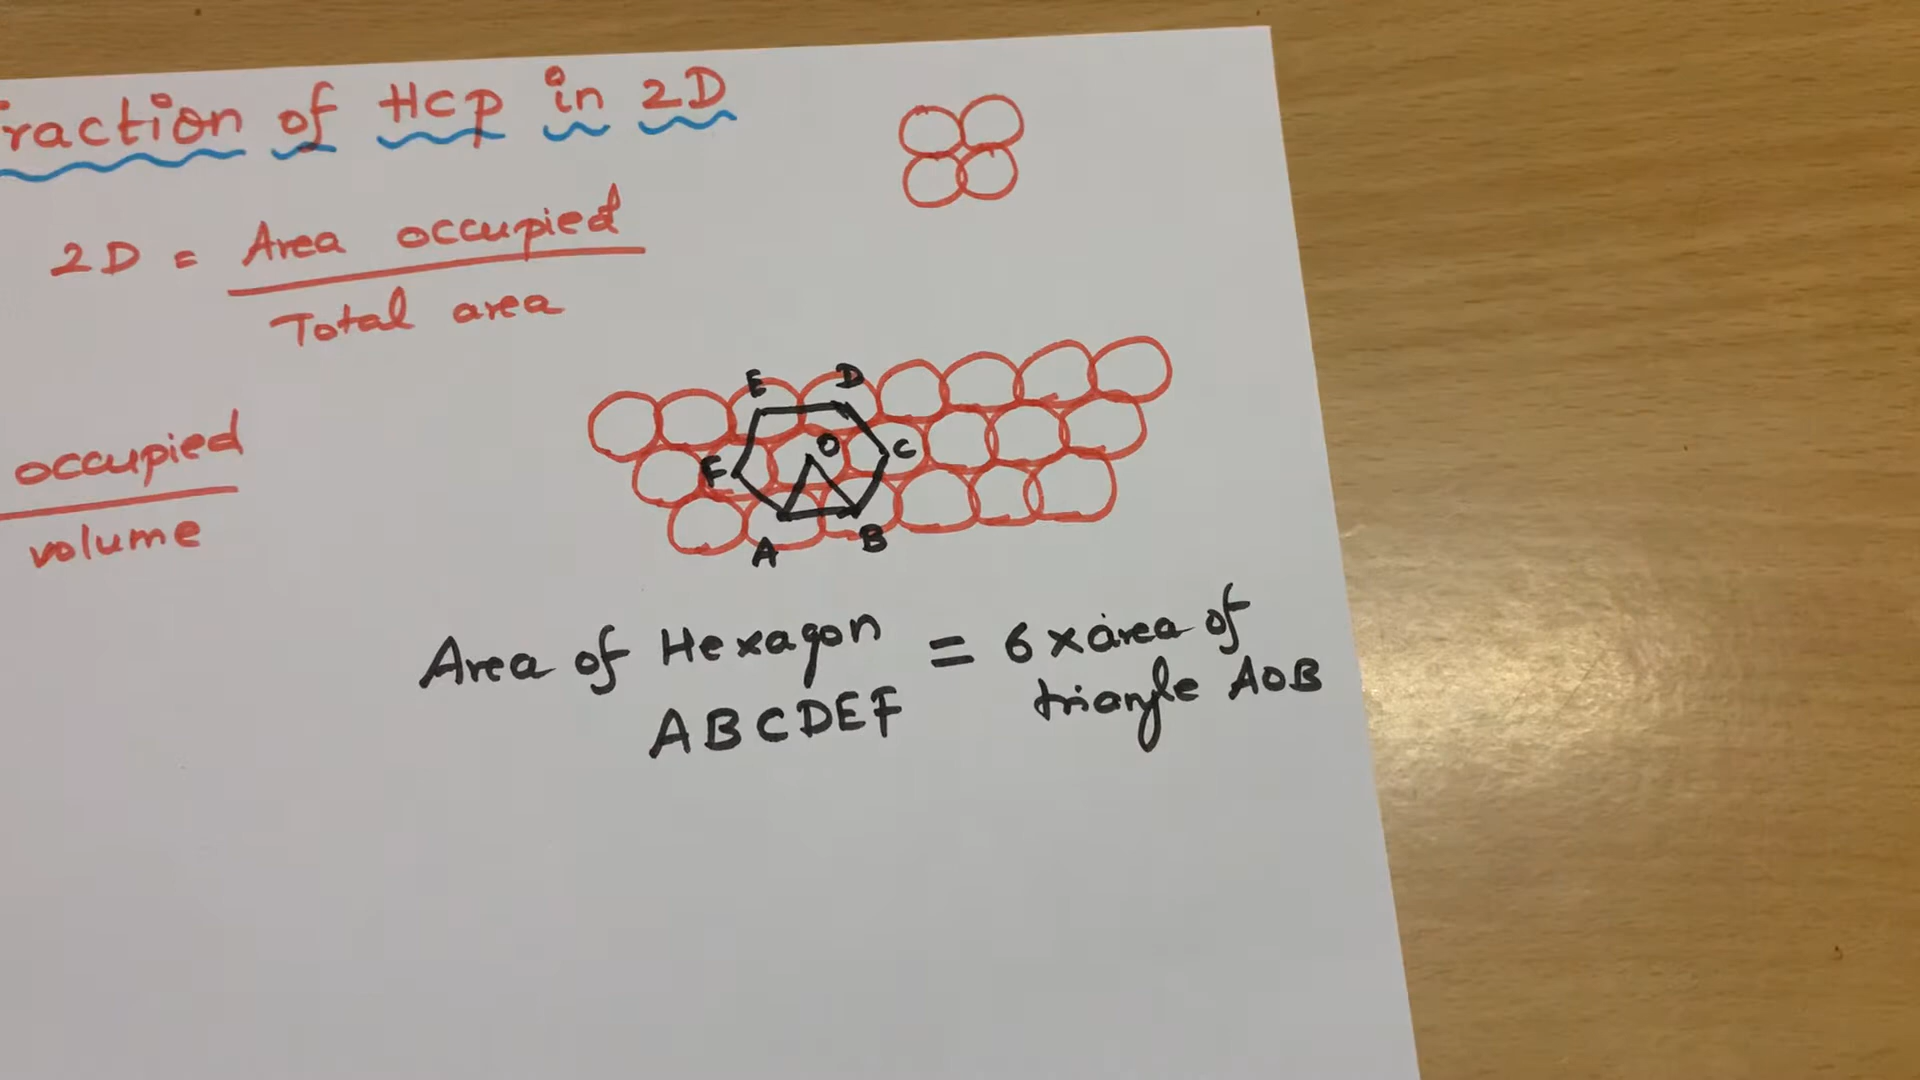 raction of HCP in 2D
2D = Area occupied
Total area
occupied
volume
E D
O
F C
A B
Area of Hexagon = 6 x area of
ABCDEF triangle AOB